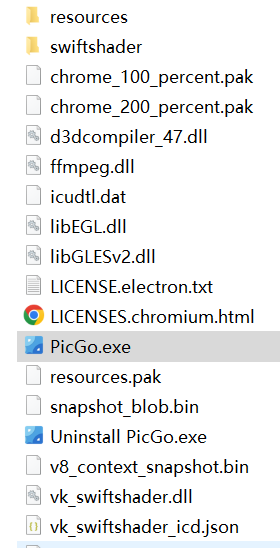 resources
swiftshader
chrome_100_percent.pak
chrome_200_percent.pak
d3dcompiler_47.dll
ffmpeg.dll
icudtl.dat
libEGL.dll
libGLESv2.dll
LICENSE.electron.txt
LICENSES.chromium.html
PicGo.exe
resources.pak
snapshot_blob.bin
Uninstall PicGo.exe
v8_context_snapshot.bin
vk_swiftshader.dll
vk_swiftshader_icd.json